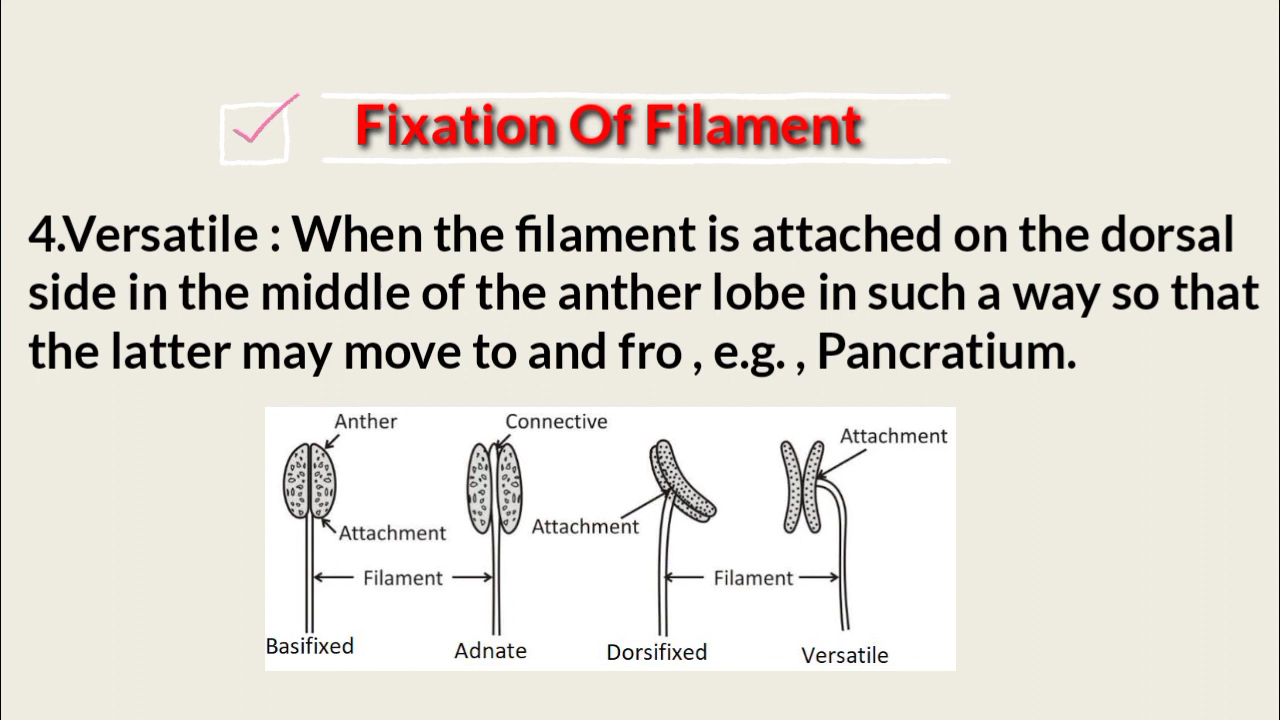 Fixation Of Filament
4.Versatile : When the filament is attached on the dorsal
side in the middle of the anther lobe in such a way so that
the latter may move to and fro , e.g. , Pancratium.
Anther
Connective
Attachment
Attachment
Attachment
Filament
Filament
Basifixed
Adnate
Dorsifixed
Versatile